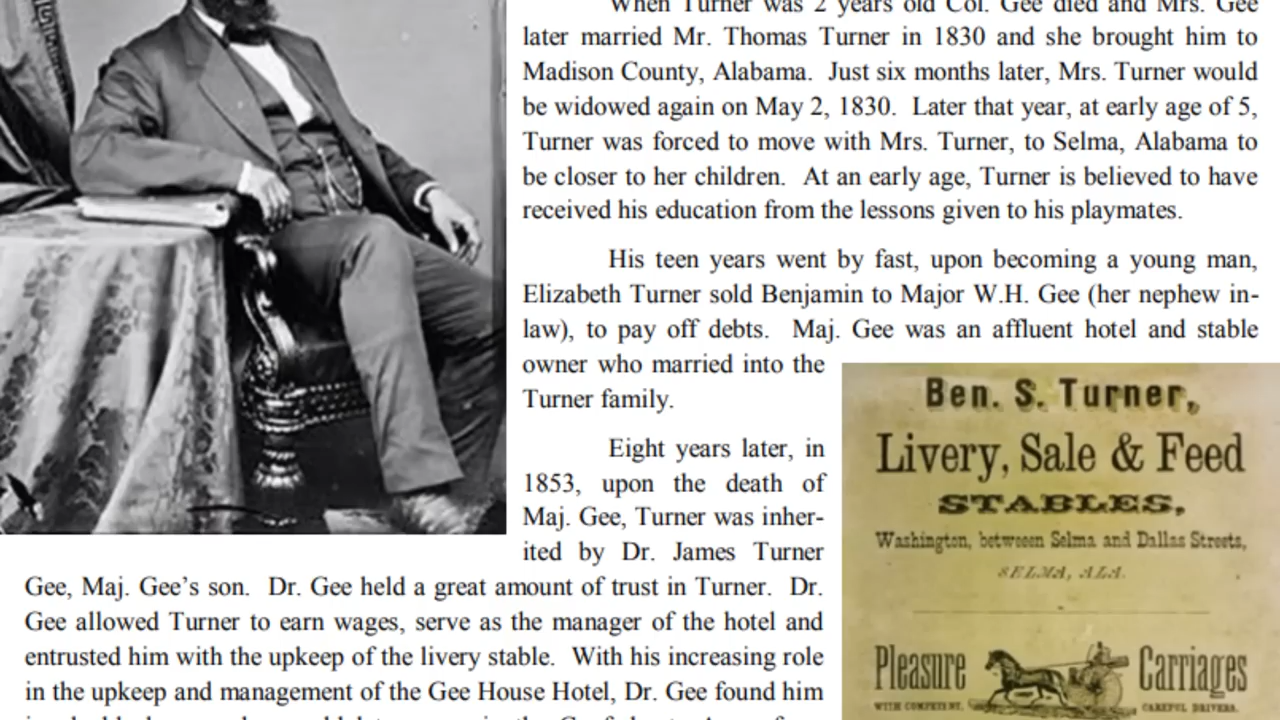 When Turner was 2 years old Col. Gee died and Mrs. Gee
later married Mr. Thomas Turner in 1830 and she brought him to
Madison County, Alabama. Just six months later, Mrs. Turner would
be widowed again on May 2, 1830. Later that year, at early age of 5,
Turner was forced to move with Mrs. Turner, to Selma, Alabama to
be closer to her children. At an early age, Turner is believed to have
received his education from the lessons given to his playmates.
His teen years went by fast, upon becoming a young man,
Elizabeth Turner sold Benjamin to Major W.H. Gee (her nephew in-
law), to pay off debts. Maj. Gee was an affluent hotel and stable
owner who married into the
Turner family.
Eight years later, in
1853, upon the death of
Maj. Gee, Turner was inher-
ited by Dr. James Turner
Gee, Maj. Gee's son. Dr. Gee held a great amount of trust in Turner. Dr.
Gee allowed Turner to earn wages, serve as the manager of the hotel and
entrusted him with the upkeep of the livery stable. With his increasing role
in the upkeep and management of the Gee House Hotel, Dr. Gee found him
Ben. S. Turner,
Livery, Sale & Feed
STABLES,
Washington, betweeen Selma and Dallas Streets,
SELMA, ALA.
Pleasure Carriages
WITH COMPETENT, CAREFUL DRIVERS.